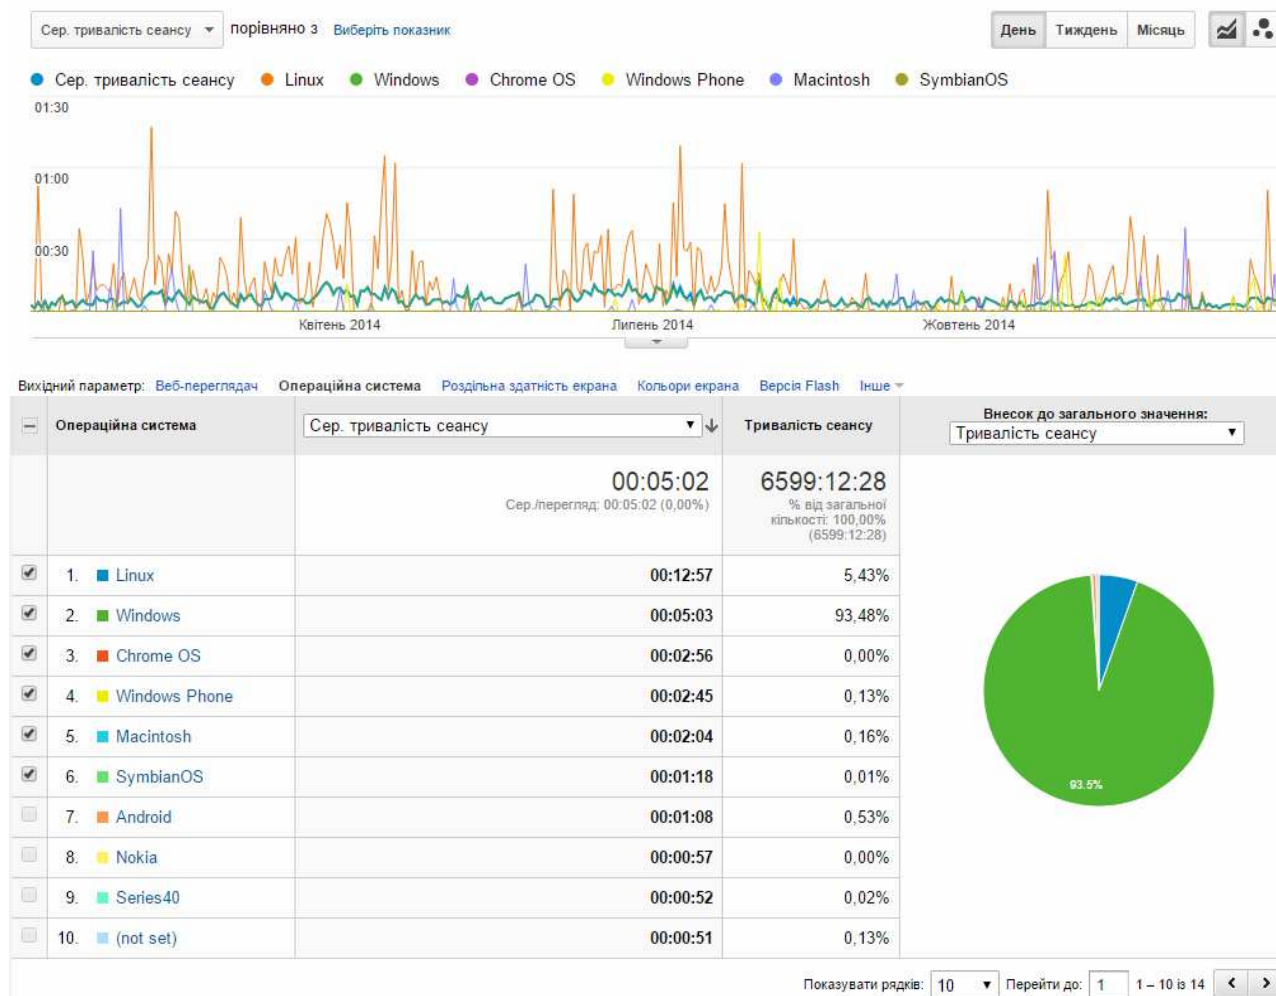 Сер. тривалість сеансу порівняно з Виберіть показник День Тиждень Місяць
Сер. тривалість сеансу Linux Windows Chrome OS Windows Phone Macintosh SymbianOS
01:30
01:00
00:30
Квітень 2014 Липень 2014 Жовтень 2014
Вихідний параметр: Веб-переглядач Операційна система Роздільна здатність екрана Кольори екрана Версія Flash Інше
Операційна система Сер. тривалість сеансу Тривалість сеансу
Внесок до загального значення:
Тривалість сеансу
00:05:02
Сер./перегляд: 00:05:02 (0,00%)
6599:12:28
% від загальної
кількості: 100,00%
(6599:12:28)
1. Linux 00:12:57 5,43%
2. Windows 00:05:03 93,48%
3. Chrome OS 00:02:56 0,00%
4. Windows Phone 00:02:45 0,13%
5. Macintosh 00:02:04 0,16%
6. SymbianOS 00:01:18 0,01%
7. Android 00:01:08 0,53%
8. Nokia 00:00:57 0,00%
9. Series40 00:00:52 0,02%
10. (not set) 00:00:51 0,13%
93.5%
Показувати рядків: 10 Перейти до: 1 1 – 10 із 14